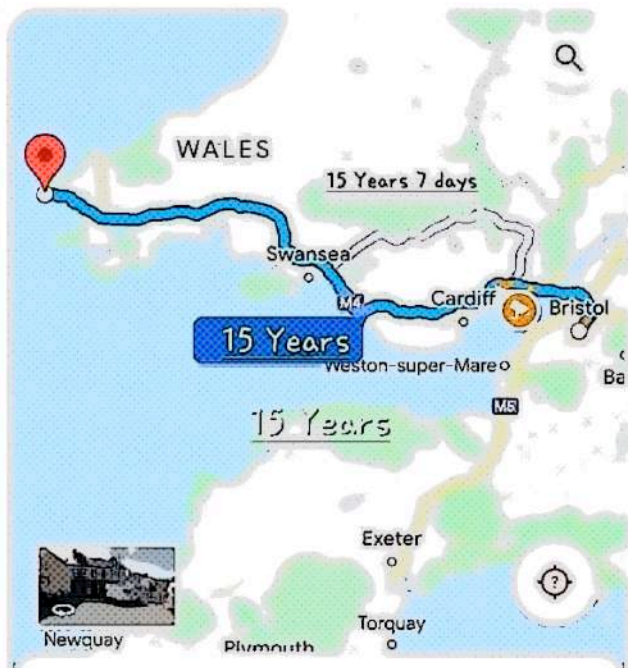 WALES
15 Years 7 days
Swansea
M4
Cardiff
Bristol
15 Years
Weston-super-Mare
Ba
M5
15 Years
Exeter
Torquay
Newquay
Plymouth
?